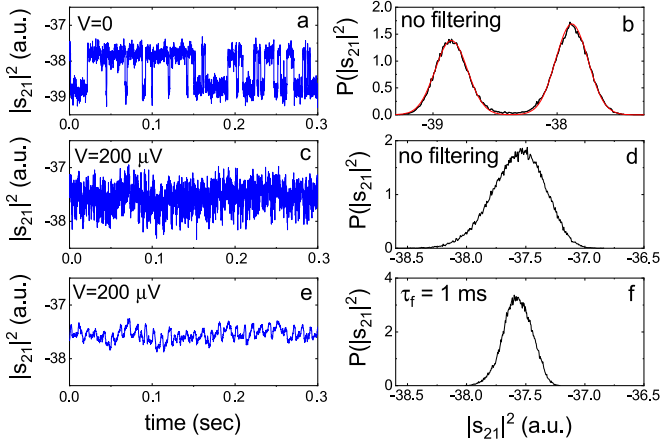 a
V=0
|s21|² (a.u.)
-37
-38
-39
0.0 0.1 0.2 0.3
b
no filtering
P(|s21|²)
2.0
1.5
1.0
0.5
0.0
-39 -38
c
V=200 μV
|s21|² (a.u.)
-37
-38
0.0 0.1 0.2 0.3
d
no filtering
P(|s21|²)
2
1
0
-38.5 -38.0 -37.5 -37.0 -36.5
e
V=200 μV
|s21|² (a.u.)
-37
-38
0.0 0.1 0.2 0.3
time (sec)
f
τf = 1 ms
P(|s21|²)
4
2
0
-38.5 -38.0 -37.5 -37.0 -36.5
|s21|² (a.u.)